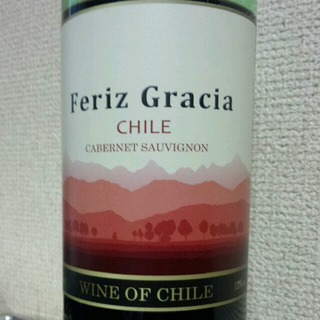 Feriz Gracia
CHILE
CABERNET SAUVIGNON
WINE OF CHILE